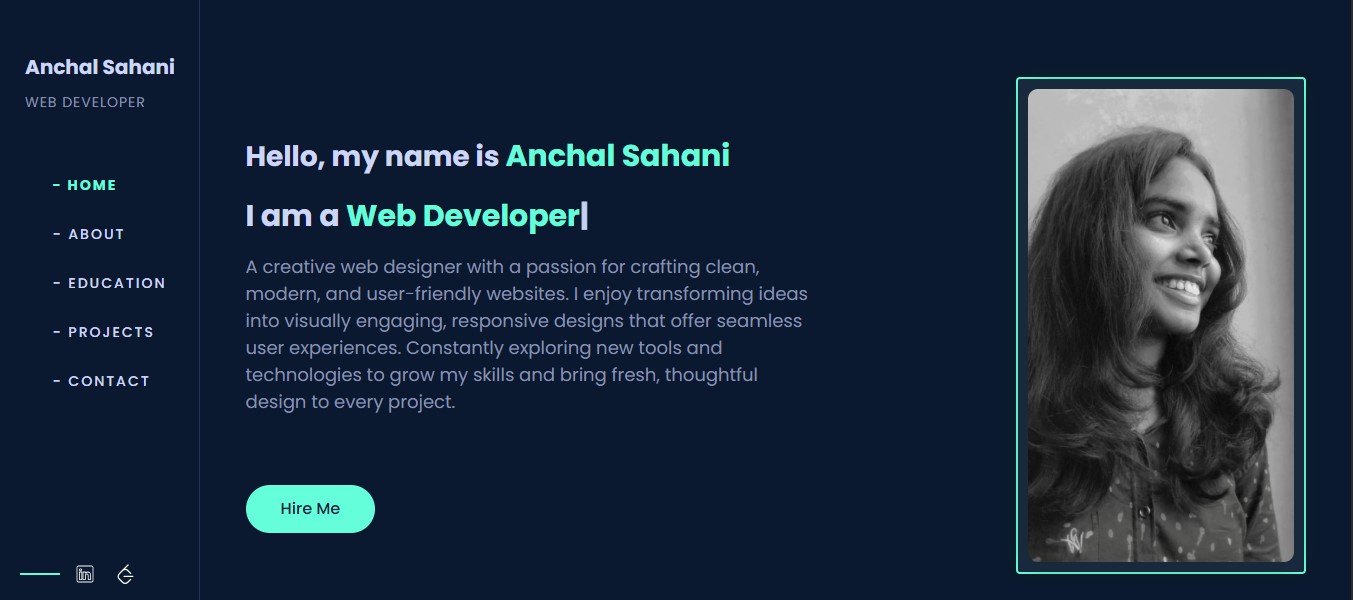 Anchal Sahani
WEB DEVELOPER
- HOME
- ABOUT
- EDUCATION
- PROJECTS
- CONTACT
in
Hello, my name is Anchal Sahani
I am a Web Developer|
A creative web designer with a passion for crafting clean,
modern, and user-friendly websites. I enjoy transforming ideas
into visually engaging, responsive designs that offer seamless
user experiences. Constantly exploring new tools and
technologies to grow my skills and bring fresh, thoughtful
design to every project.
Hire Me